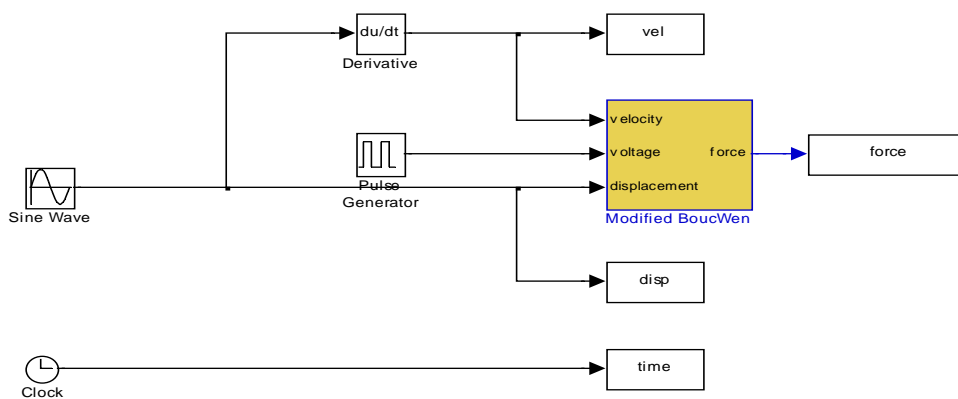 du/dt
Derivative
vel
velocity
voltage
force
displacement
Modified BoucWen
force
Pulse
Generator
Sine Wave
disp
time
Clock